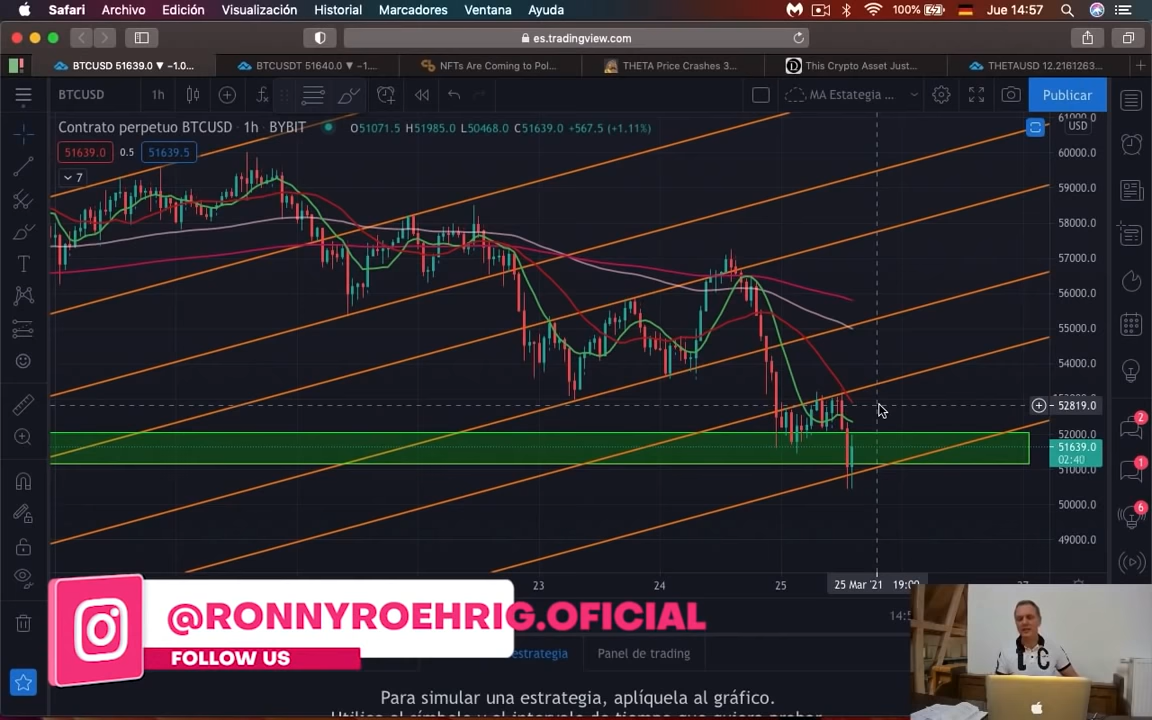 Safari Archivo Edición Visualización Historial Marcadores Ventana Ayuda 100% Jue 14:57
es.tradingview.com
BTCUSD 51639.0 ▼ −1.0... BTCUSDT 51640.0 ▼ −1.... NFTs Are Coming to Pol... THETA Price Crashes 3... This Crypto Asset Just... THETAUSD 12.2161263...
BTCUSD 1h MA Estategia ... Publicar
Contrato perpetuo BTCUSD · 1h · BYBIT O51071.5 H51985.0 L50468.0 C51639.0 +567.5 (+1.11%)
USD
51639.0 0.5 51639.5
7
60000.0
59000.0
58000.0
57000.0
56000.0
55000.0
54000.0
52819.0
52000.0
51639.0
02:40
51000.0
50000.0
49000.0
2
1
6
23 24 25 25 Mar '21 19:00
@RONNYROEHRIG.OFICIAL
FOLLOW US
estrategia Panel de trading
Para simular una estrategia, aplíquela al gráfico.